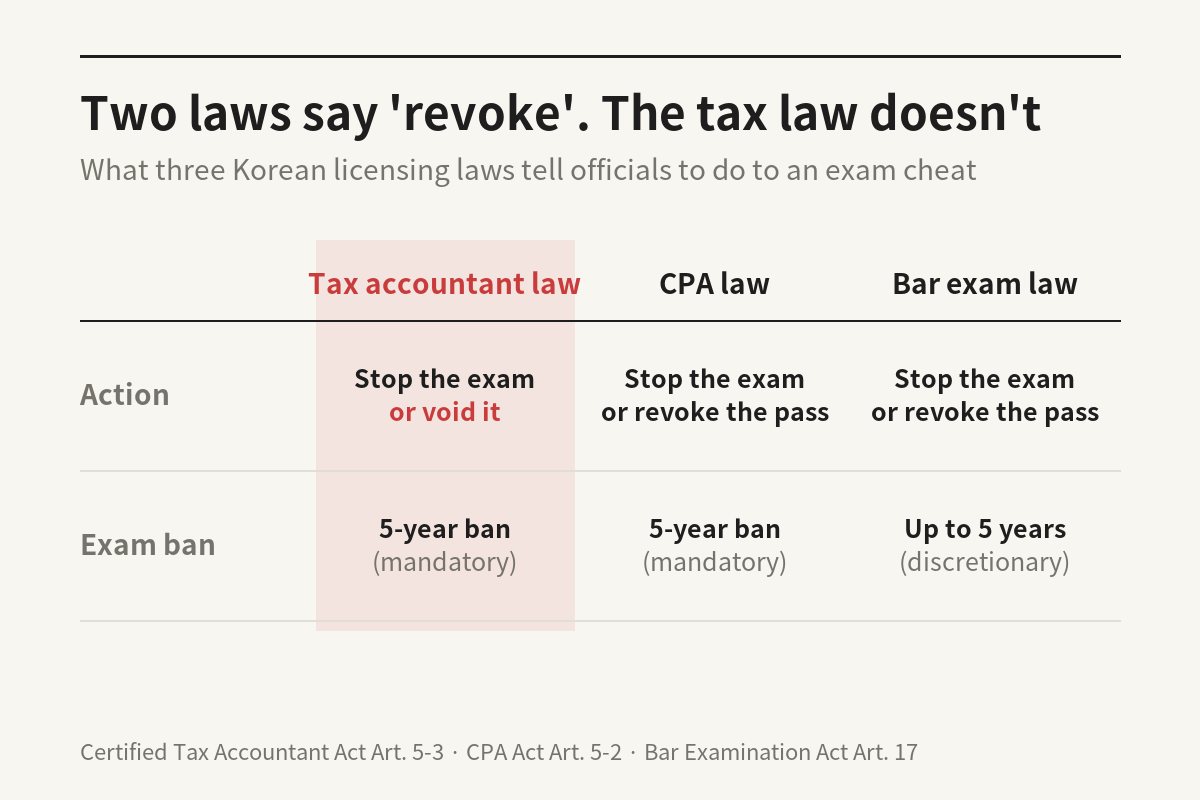 Two laws say 'revoke'. The tax law doesn't
What three Korean licensing laws tell officials to do to an exam cheat
Tax accountant law
CPA law
Bar exam law
Action
Stop the exam
or void it
Stop the exam
or revoke the pass
Stop the exam
or revoke the pass
Exam ban
5-year ban
(mandatory)
5-year ban
(mandatory)
Up to 5 years
(discretionary)
Certified Tax Accountant Act Art. 5-3 · CPA Act Art. 5-2 · Bar Examination Act Art. 17